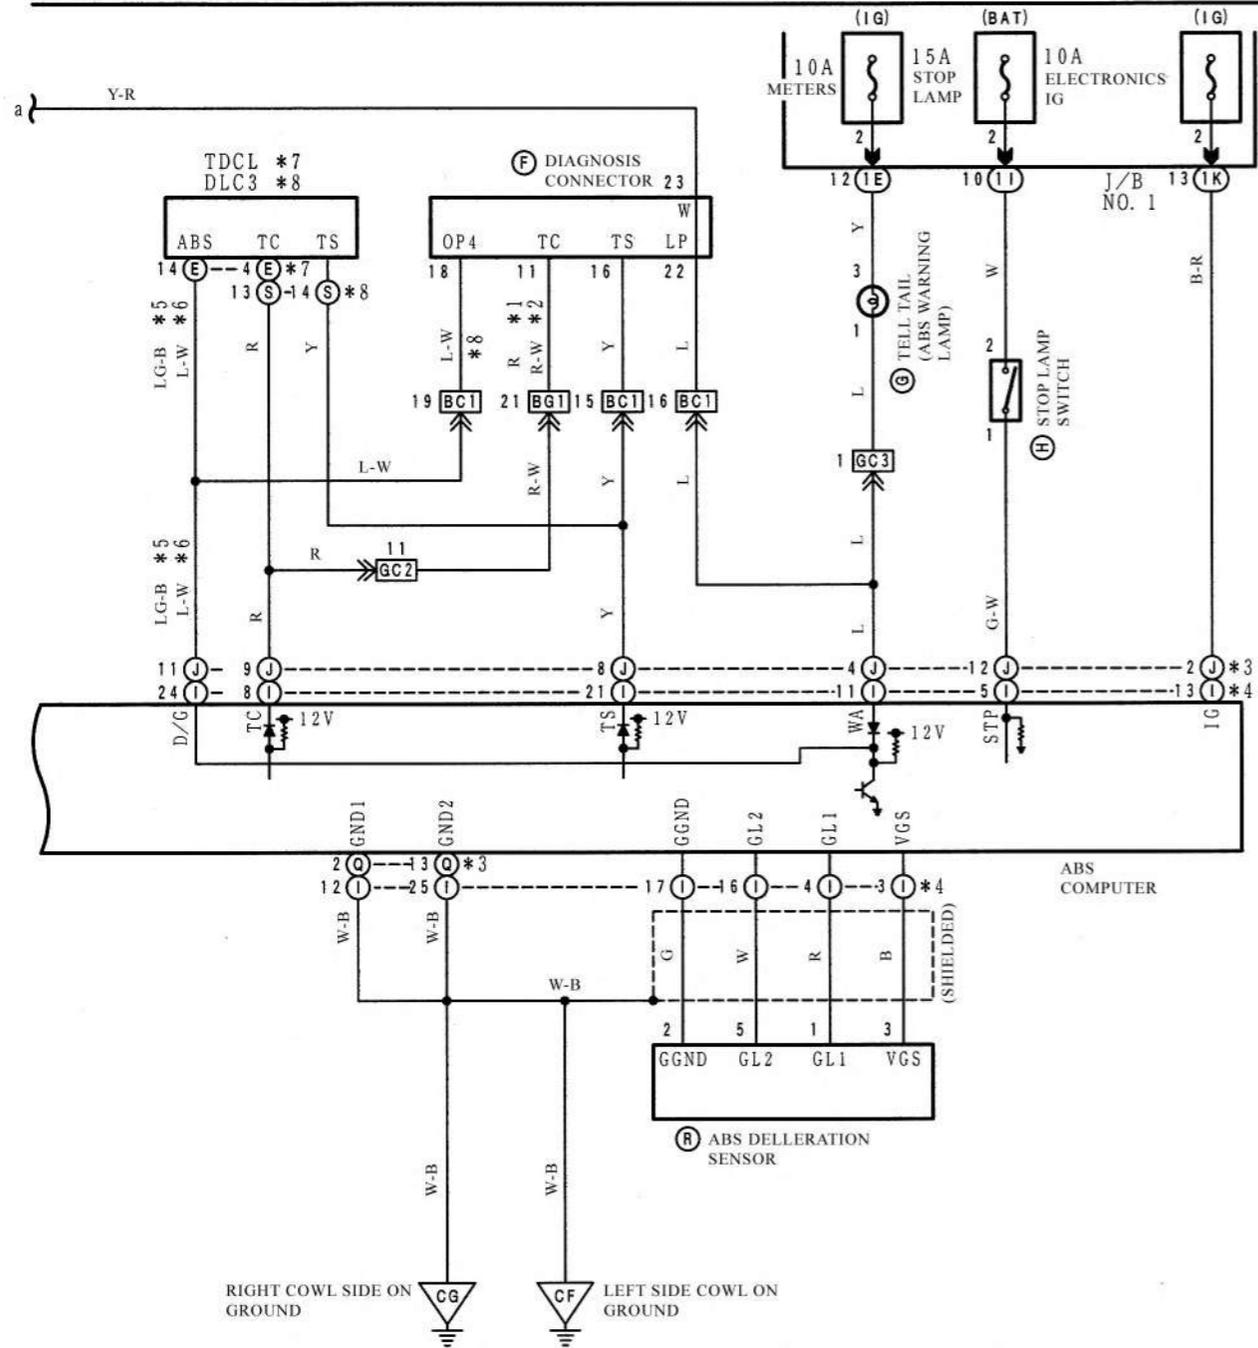 (IG) (BAT) (IG)
10A METERS
15A STOP LAMP
10A ELECTRONICS IG
2 2 2
12 1E 10 1I J/B NO. 1 13 1K
a Y-R
TDCL *7
DLC3 *8
F DIAGNOSIS CONNECTOR 23
W
ABS TC TS
OP4 TC TS LP
14 E 4 E *7
13 S 14 S *8
18 11 16 22
Y W B-R
3
1
G TELL TAIL (ABS WARNING LAMP)
2
1
H STOP LAMP SWITCH
LG-B *5
L-W *6
R Y
L-W *8
R *1
R-W *2
Y L L
19 BC1 21 BG1 15 BC1 16 BC1
1 GC3
L-W R-W Y L
R 11 GC2
L
LG-B *5
L-W *6
R Y L G-W
11 J 9 J 8 J 4 J 12 J 2 J *3
24 I 8 I 21 I 11 I 5 I 13 I *4
D/G TC 12V TS 12V WA 12V STP IG
GND1 GND2 GGND GL2 GL1 VGS
2 Q 13 Q *3
12 I 25 I 17 I 16 I 4 I 3 I *4
ABS COMPUTER
W-B W-B G W R B (SHIELDED)
W-B
2 5 1 3
GGND GL2 GL1 VGS
R ABS DELLERATION SENSOR
W-B W-B
RIGHT COWL SIDE ON GROUND CG
CF LEFT SIDE COWL ON GROUND